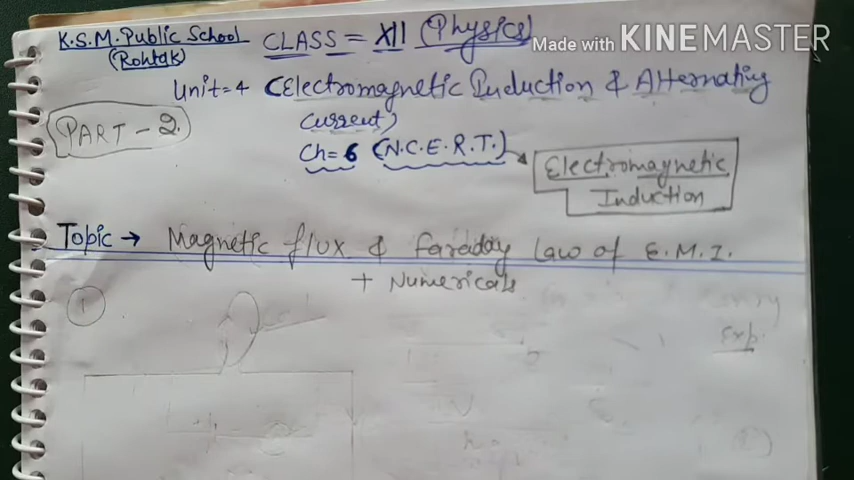 K.S.M. Public School CLASS = XII (Physics) Made with KINEMASTER
(Rohtak)
Unit = 4 (Electromagnetic Induction & Alternating
Current)
PART - 2.
Ch = 6 (N.C.E.R.T.) → Electromagnetic
Induction
Topic → Magnetic flux & Faraday Law of E.M.I.
+ Numericals
1